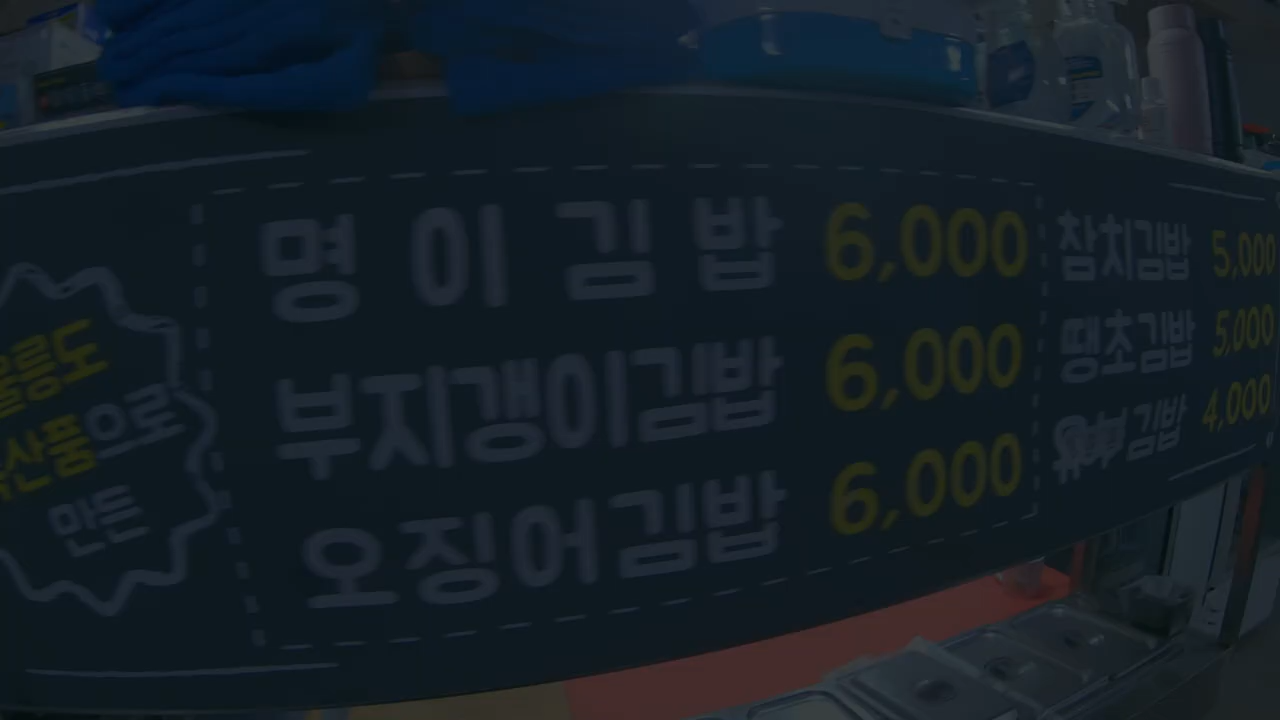 울릉도
특산품으로
만든
명이김밥 6,000
부지갱이김밥 6,000
오징어김밥 6,000
참치김밥 5,000
땡초김밥 5,000
김밥 4,000